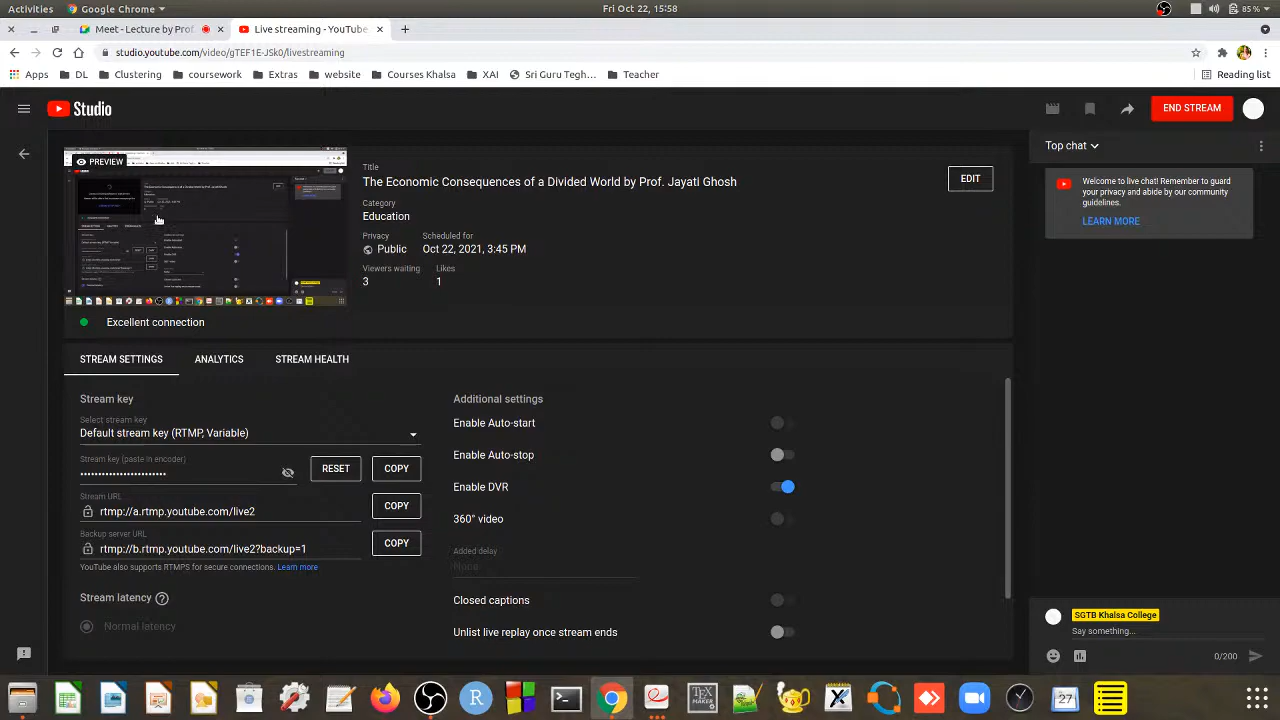 Activities Google Chrome Fri Oct 22, 15:58 85 %
Meet - Lecture by Prof. Live streaming - YouTube
studio.youtube.com/video/gTEF1E-JSk0/livestreaming
Apps DL Clustering coursework Extras website Courses Khalsa XAI Sri Guru Tegh... Teacher Reading list
Studio END STREAM
PREVIEW
Title
The Economic Consequences of a Divided World by Prof. Jayati Ghosh
EDIT
Category
Education
Privacy Scheduled for
Public Oct 22, 2021, 3:45 PM
Viewers waiting Likes
3 1
Excellent connection
Top chat
Welcome to live chat! Remember to guard
your privacy and abide by our community
guidelines.
LEARN MORE
STREAM SETTINGS ANALYTICS STREAM HEALTH
Stream key
Select stream key
Default stream key (RTMP, Variable)
Stream key (paste in encoder)
••••••••••••••••••••••••
RESET COPY
Stream URL
rtmp://a.rtmp.youtube.com/live2
COPY
Backup server URL
rtmp://b.rtmp.youtube.com/live2?backup=1
COPY
YouTube also supports RTMPS for secure connections. Learn more
Stream latency
Normal latency
Additional settings
Enable Auto-start
Enable Auto-stop
Enable DVR
360° video
Added delay
None
Closed captions
Unlist live replay once stream ends
SGTB Khalsa College
Say something...
0/200
R TEX MAKER X 27